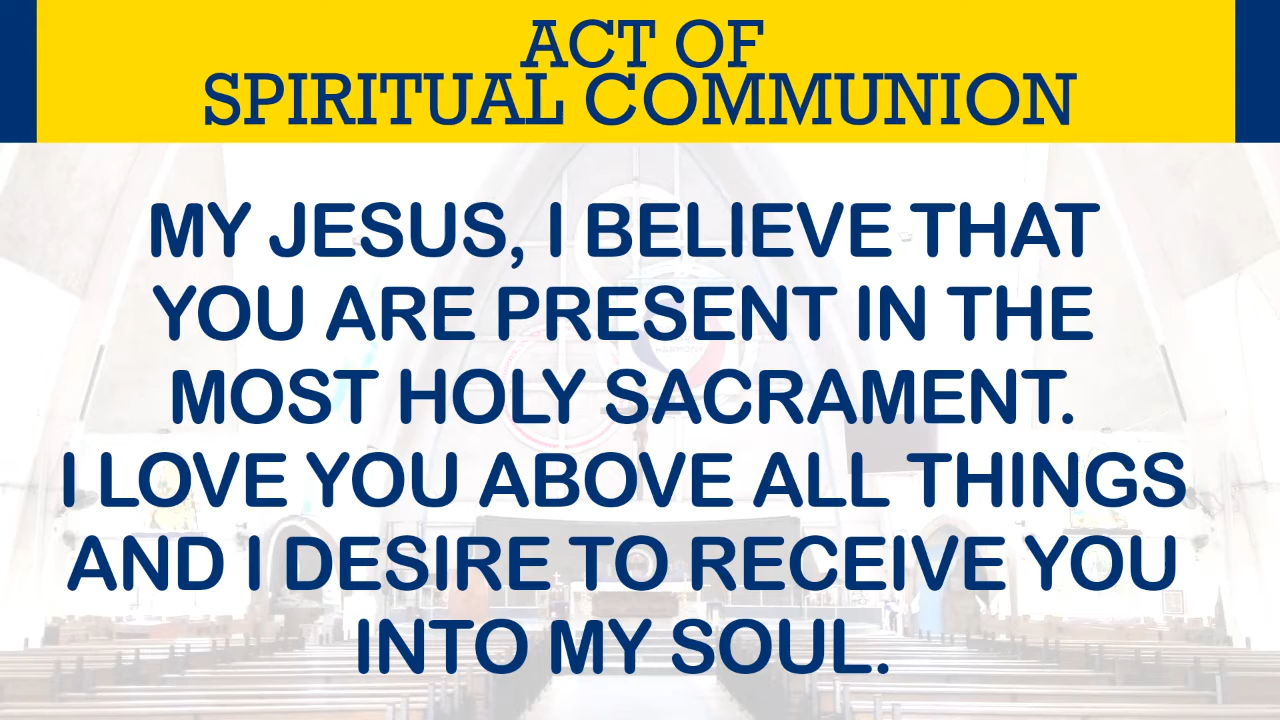 ACT OF
SPIRITUAL COMMUNION
MY JESUS, I BELIEVE THAT
YOU ARE PRESENT IN THE
MOST HOLY SACRAMENT.
I LOVE YOU ABOVE ALL THINGS
AND I DESIRE TO RECEIVE YOU
INTO MY SOUL.